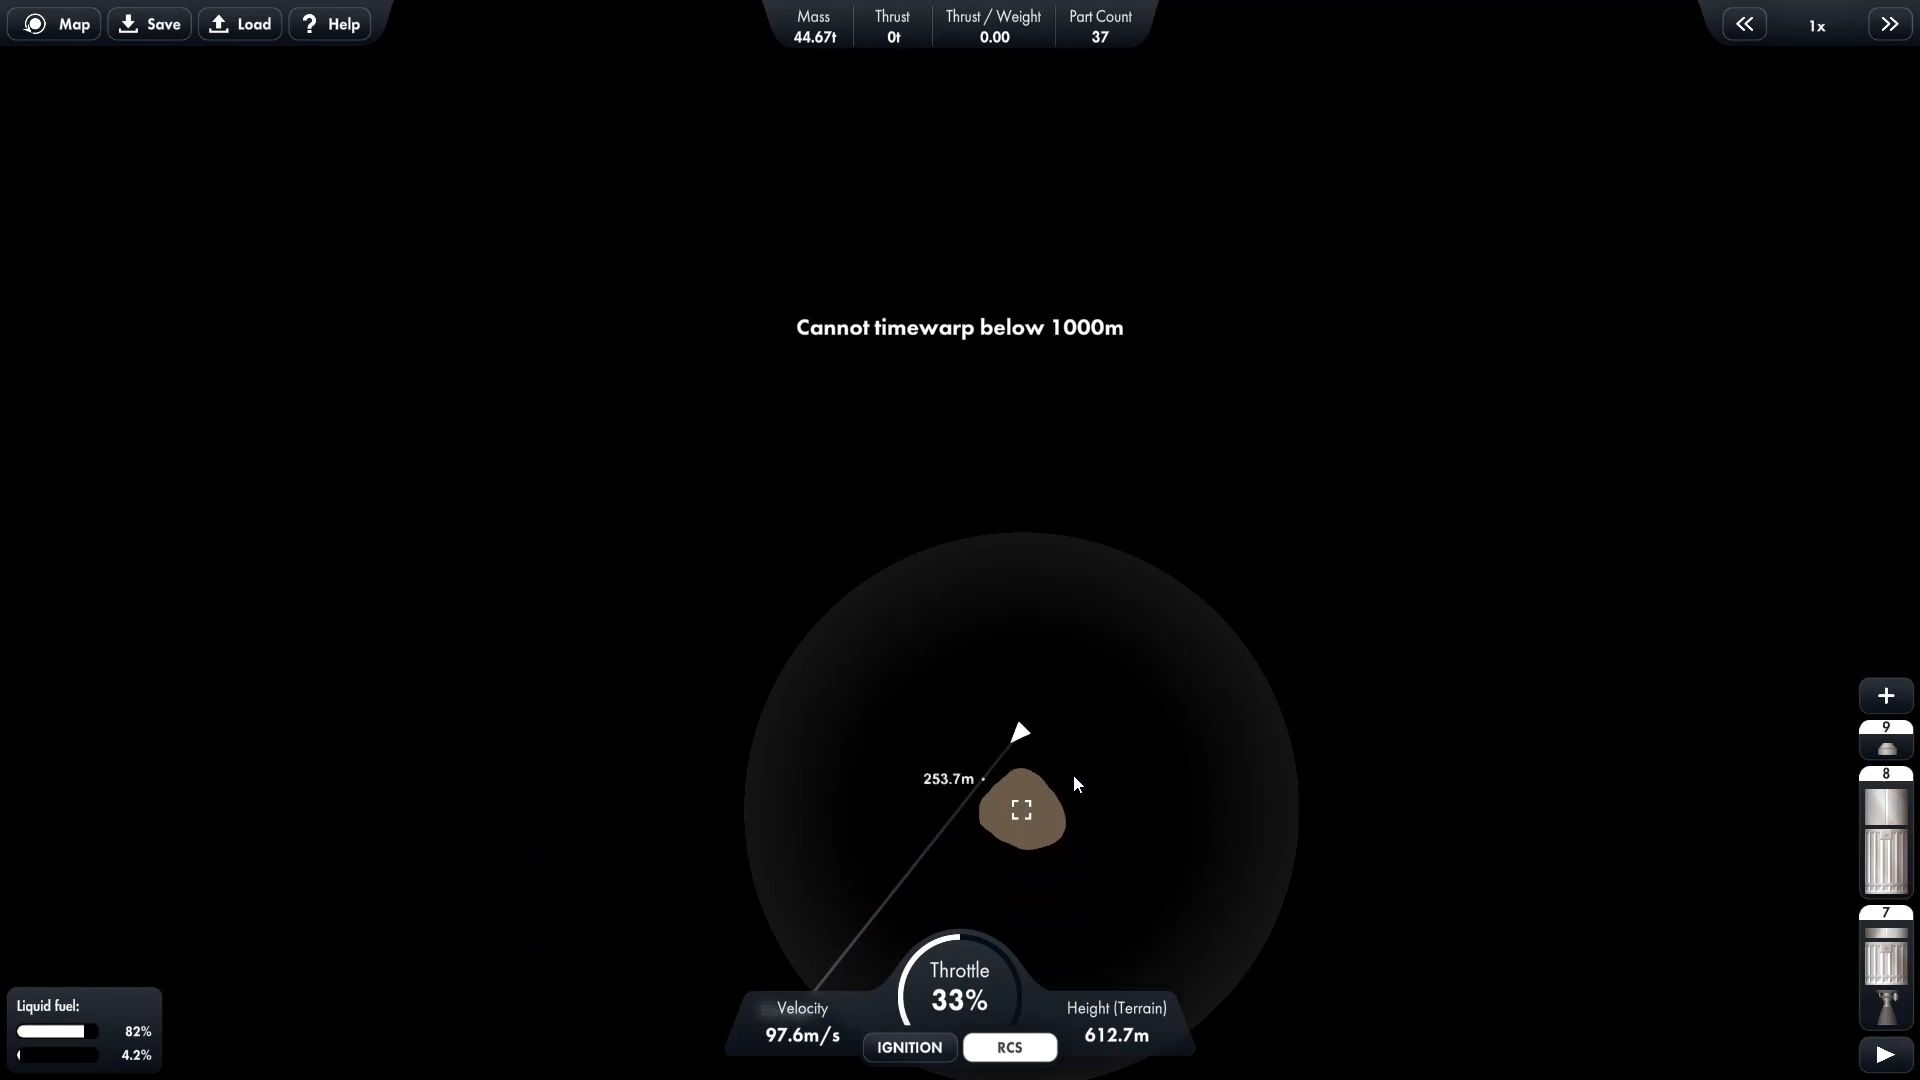 Map
Save
Load
? Help
Mass
44.67t
Thrust
0t
Thrust / Weight
0.00
Part Count
37
1x
Cannot timewarp below 1000m
253.7m
9
8
7
Throttle
33%
Velocity
97.6m/s
Height (Terrain)
612.7m
IGNITION
RCS
Liquid fuel:
82%
4.2%